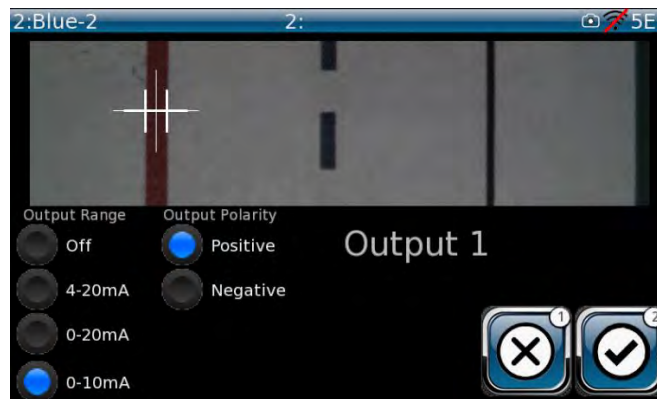 2:Blue-2 2: 5E
Output Range Output Polarity
Off Positive Output 1
4-20mA Negative
0-20mA
0-10mA
1 2